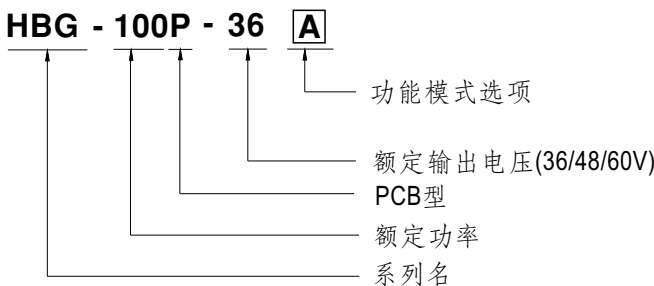 HBG - 100P - 36 A
功能模式选项
额定输出电压(36/48/60V)
PCB型
额定功率
系列名